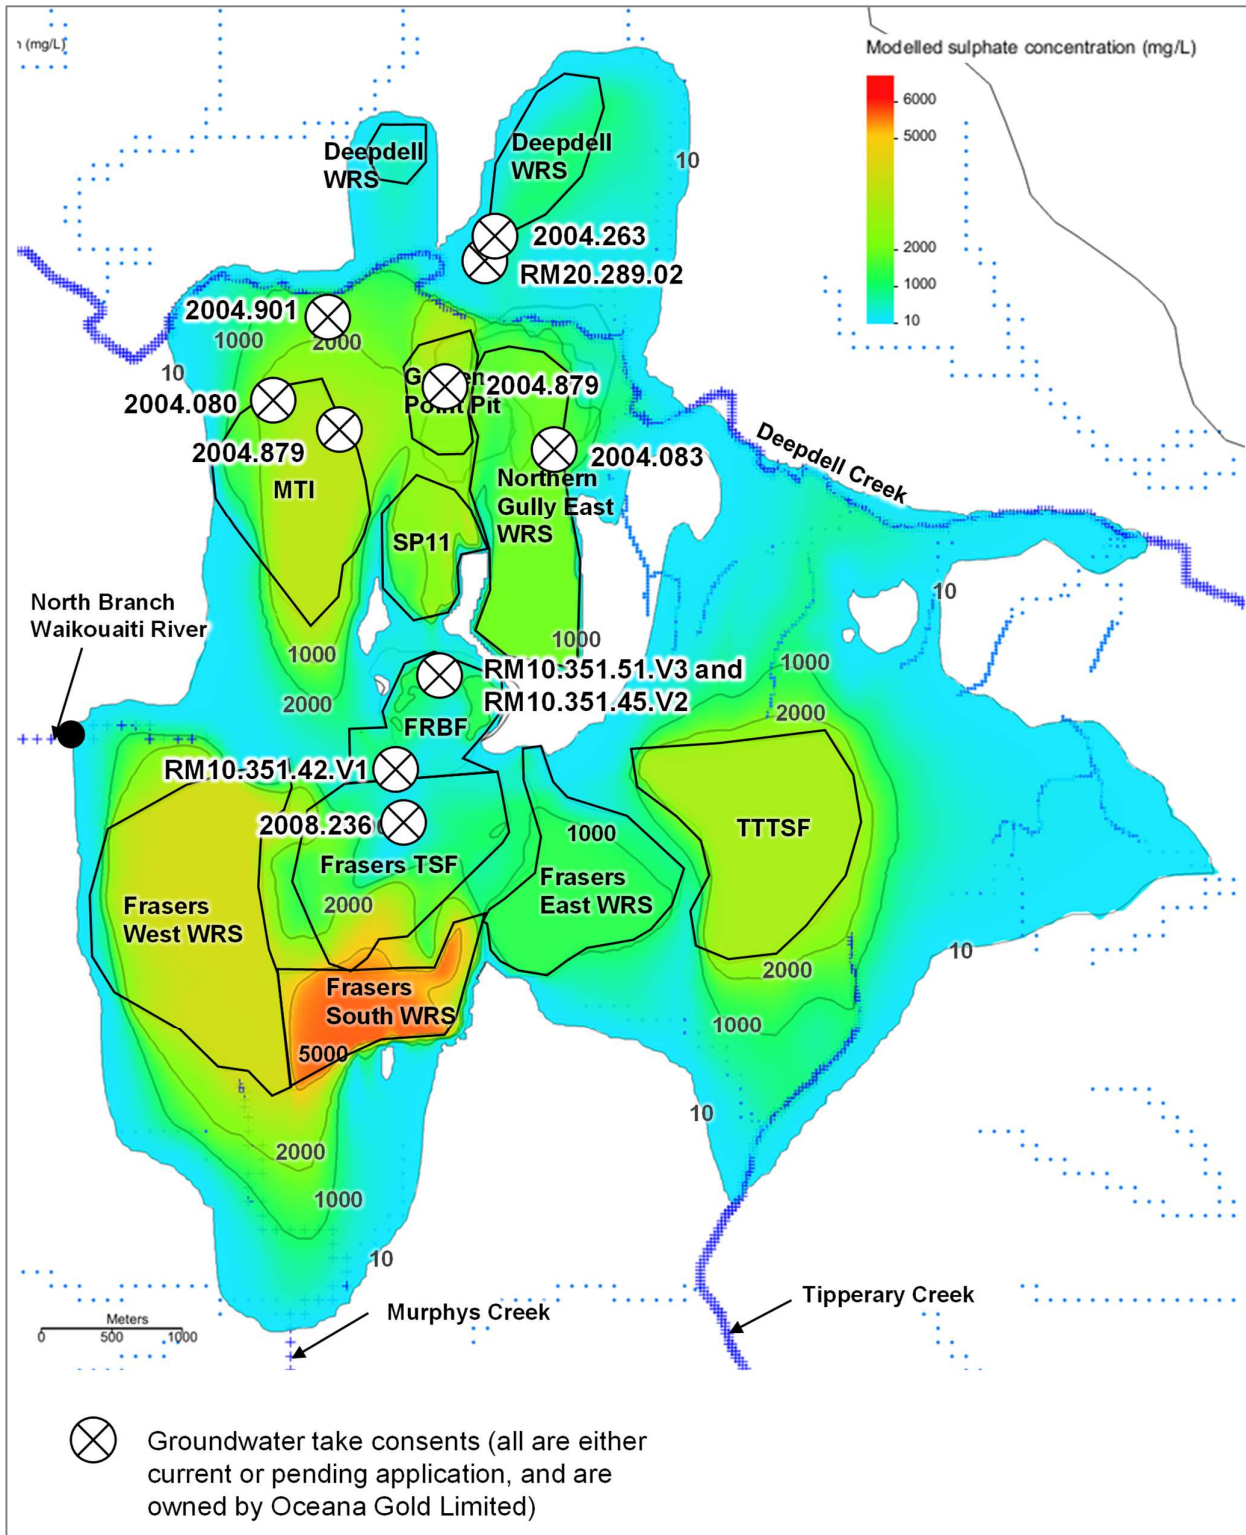 (mg/L)
Modelled sulphate concentration (mg/L)
6000
5000
2000
1000
10
Deepdell
WRS
Deepdell
WRS
10
2004.263
RM20.289.02
2004.901
1000
2000
10
2004.080
2004.879
Point Pit
2004.879
2004.083
MTI
Northern
Gully East
WRS
SP11
Deepdell Creek
10
North Branch
Waikouaiti River
1000
2000
1000
RM10.351.51.V3 and
RM10.351.45.V2
FRBF
1000
2000
RM10.351.42.V1
2008.236
Frasers TSF
1000
TTTSF
Frasers
East WRS
2000
Frasers
West WRS
Frasers
South WRS
5000
2000
1000
10
10
2000
1000
10
Meters
0 500 1000
Murphys Creek
Tipperary Creek
Groundwater take consents (all are either
current or pending application, and are
owned by Oceana Gold Limited)